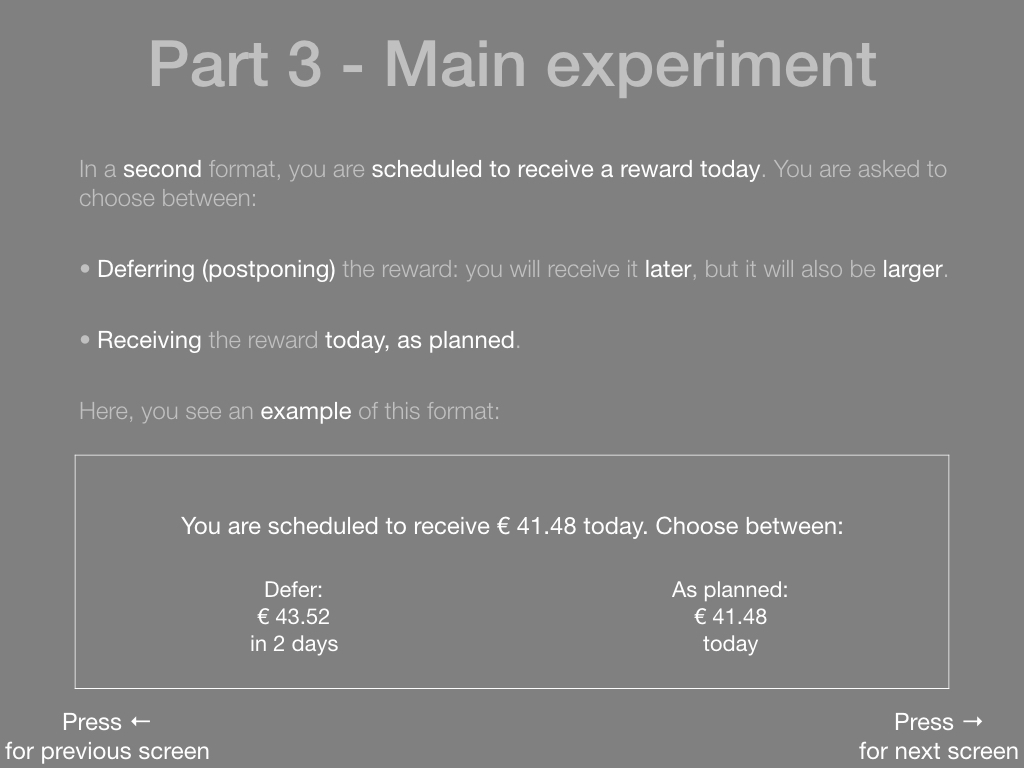 Part 3 - Main experiment
In a second format, you are scheduled to receive a reward today. You are asked to
choose between:
• Deferring (postponing) the reward: you will receive it later, but it will also be larger.
• Receiving the reward today, as planned.
Here, you see an example of this format:
You are scheduled to receive € 41.48 today. Choose between:
Defer:
€ 43.52
in 2 days
As planned:
€ 41.48
today
Press ←
for previous screen
Press →
for next screen